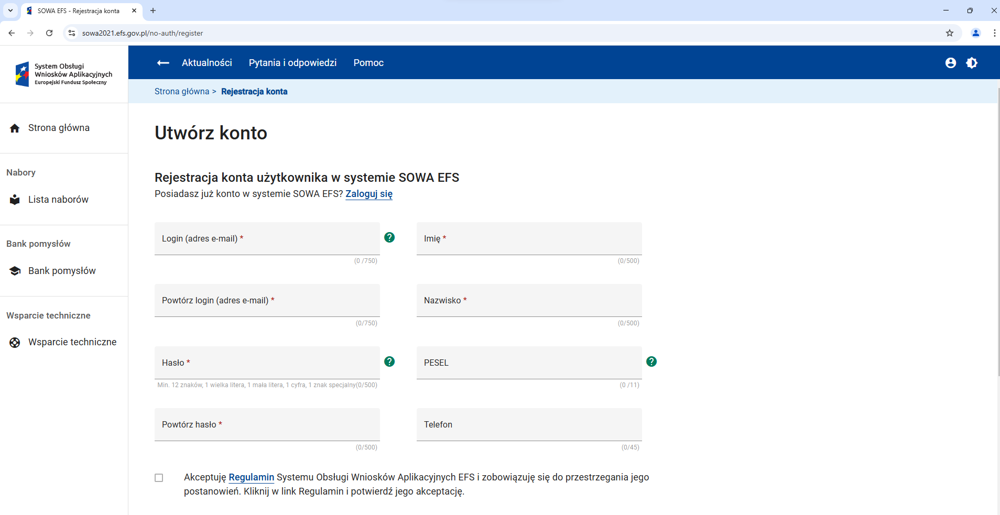 SOWA EFS - Rejestracja konta
sowa2021.efs.gov.pl/no-auth/register
System Obsługi
Wniosków Aplikacyjnych
Europejski Fundusz Społeczny
Aktualności Pytania i odpowiedzi Pomoc
Strona główna > Rejestracja konta
Strona główna
Nabory
Lista naborów
Bank pomysłów
Bank pomysłów
Wsparcie techniczne
Wsparcie techniczne
Utwórz konto
Rejestracja konta użytkownika w systemie SOWA EFS
Posiadasz już konto w systemie SOWA EFS? Zaloguj się
Login (adres e-mail) * ? Imię *
(0 /750) (0/500)
Powtórz login (adres e-mail) * Nazwisko *
(0/750) (0/500)
Hasło * ? PESEL ?
Min. 12 znaków, 1 wielka litera, 1 mała litera, 1 cyfra, 1 znak specjalny(0/500) (0 /11)
Powtórz hasło * Telefon
(0/500) (0/45)
Akceptuję Regulamin Systemu Obsługi Wniosków Aplikacyjnych EFS i zobowiązuję się do przestrzegania jego
postanowień. Kliknij w link Regulamin i potwierdź jego akceptację.